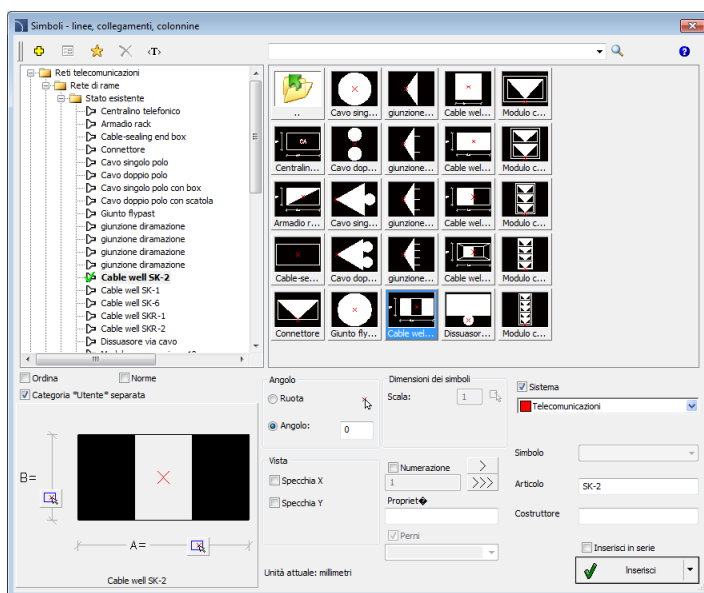 Simboli - linee, collegamenti, colonnine
‹T›
Reti telecomunicazioni
Rete di rame
Stato esistente
Centralino telefonico
Armadio rack
Cable-sealing end box
Connettore
Cavo singolo polo
Cavo doppio polo
Cavo singolo polo con box
Cavo doppio polo con scatola
Giunto flypast
giunzione diramazione
giunzione diramazione
giunzione diramazione
giunzione diramazione
Cable well SK-2
Cable well SK-1
Cable well SK-6
Cable well SKR-1
Cable well SKR-2
Dissuasore via cavo
..
Cavo sing...
giunzione...
Cable wel...
Modulo c...
CA
Centralin...
Cavo dop...
giunzione...
Cable wel...
Modulo c...
Armadio r...
Cavo sing...
giunzione...
Cable wel...
Modulo c...
Cable-se...
Cavo dop...
giunzione...
Cable wel...
Modulo c...
Connettore
Giunto fly...
Cable wel...
Dissuasor...
Modulo c...
Ordina
Norme
Categoria "Utente" separata
B=
A=
Cable well SK-2
Angolo
Ruota
Angolo:
0
Vista
Specchia X
Specchia Y
Unità attuale: millimetri
Dimensioni dei simboli
Scala:
1
Numerazione
>
1
>>>
Propriet�
Perni
Sistema
Telecomunicazioni
Simbolo
Articolo
SK-2
Costruttore
Inserisci in serie
Inserisci